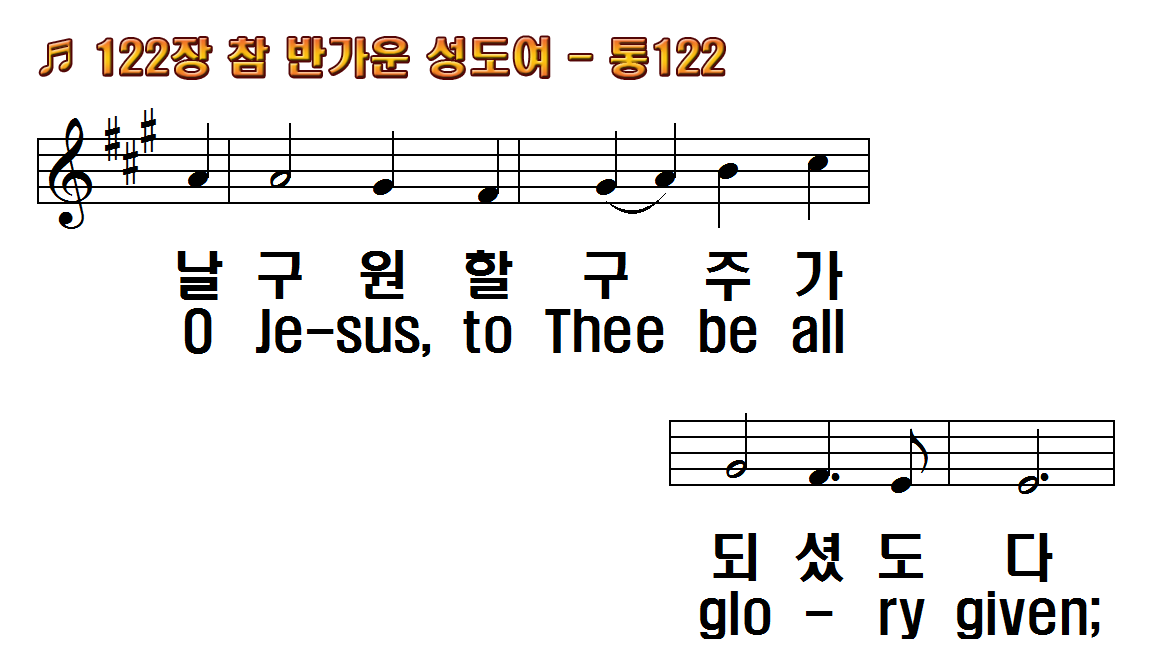 ♬ 122장 참 반가운 성도여 - 통122
날 구 원 할 구 주 가
O Je-sus, to Thee be all
되 셨 도 다
glo - ry given;